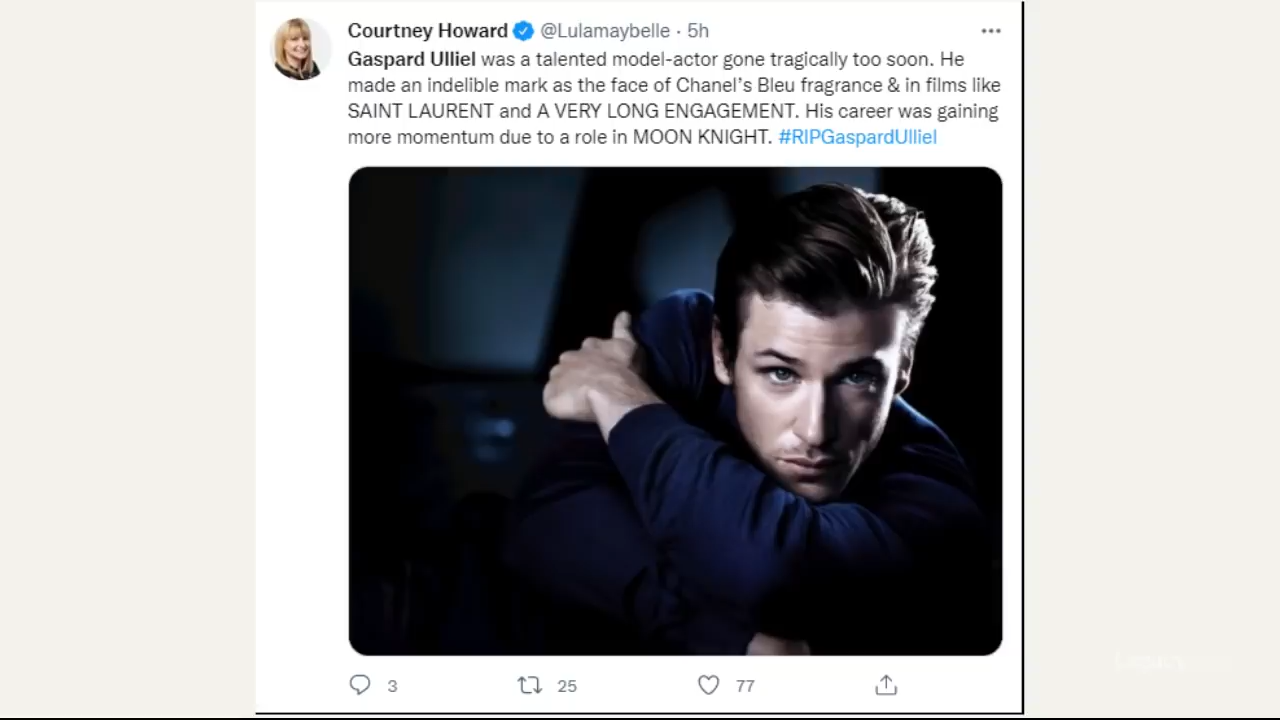 Courtney Howard @Lulamaybelle · 5h
Gaspard Ulliel was a talented model-actor gone tragically too soon. He
made an indelible mark as the face of Chanel's Bleu fragrance & in films like
SAINT LAURENT and A VERY LONG ENGAGEMENT. His career was gaining
more momentum due to a role in MOON KNIGHT. #RIPGaspardUlliel
3 25 77